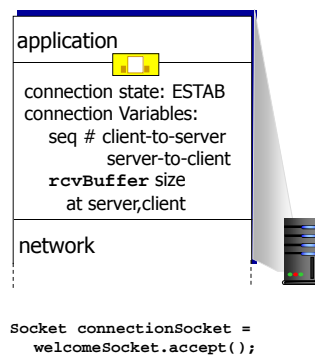 application
connection state: ESTAB
connection Variables:
seq # client-to-server
server-to-client
rcvBuffer size
at server,client
network
Socket connectionSocket =
welcomeSocket.accept();